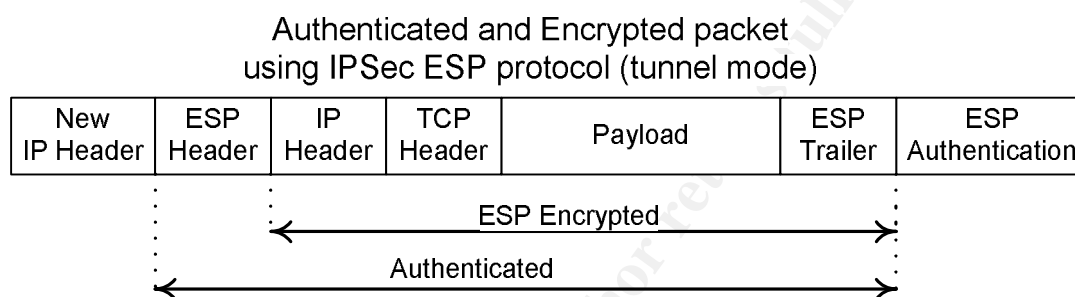 Authenticated and Encrypted packet
using IPSec ESP protocol (tunnel mode)
New IP Header
ESP Header
IP Header
TCP Header
Payload
ESP Trailer
ESP Authentication
ESP Encrypted
Authenticated